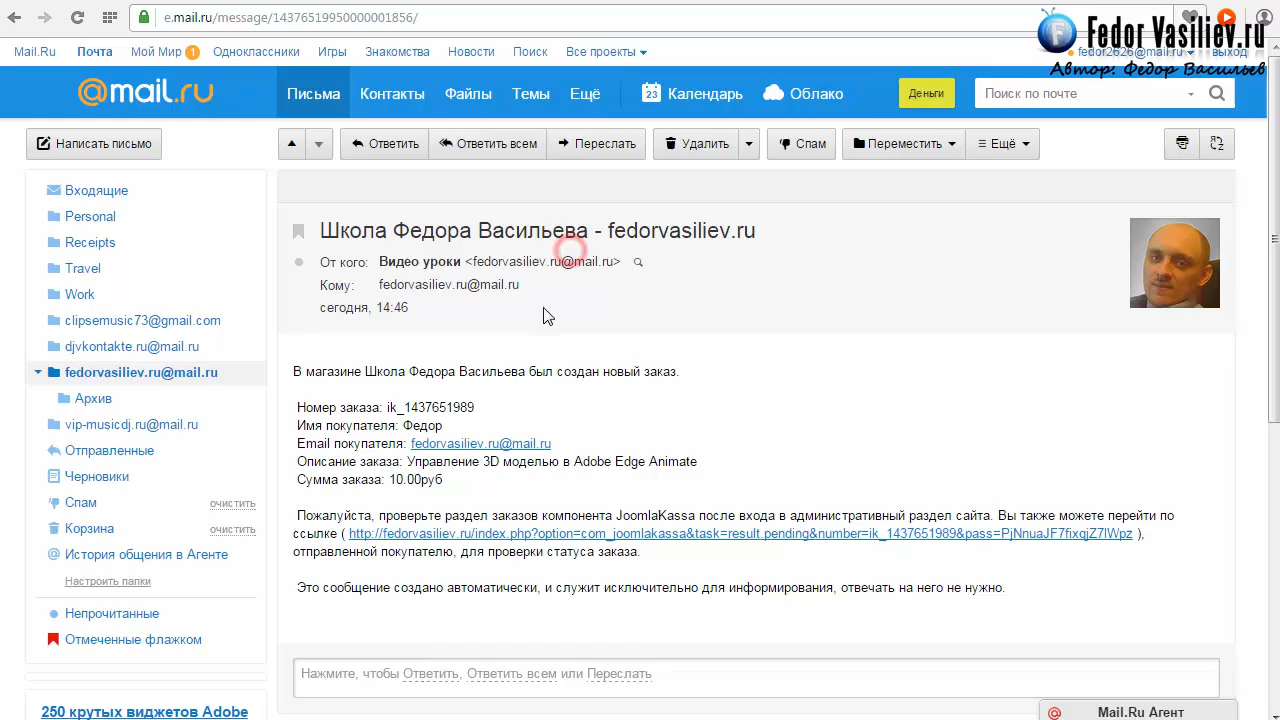 e.mail.ru/message/14376519950000001856/
Fedor Vasiliev.ru
Автор: Федор Васильев
Mail.Ru Почта Мой Мир 1 Одноклассники Игры Знакомства Новости Поиск Все проекты fedor2626@mail.ru выход
@mail.ru Письма Контакты Файлы Темы Ещё 23 Календарь Облако Деньги Поиск по почте
Написать письмо Ответить Ответить всем Переслать Удалить Спам Переместить Ещё
Входящие
Personal
Receipts
Travel
Work
clipsemusic73@gmail.com
djvkontakte.ru@mail.ru
fedorvasiliev.ru@mail.ru
Архив
vip-musicdj.ru@mail.ru
Отправленные
Черновики
Спам очистить
Корзина очистить
История общения в Агенте
Настроить папки
Непрочитанные
Отмеченные флажком
250 крутых виджетов Adobe
Школа Федора Васильева - fedorvasiliev.ru
От кого: Видео уроки <fedorvasiliev.ru@mail.ru>
Кому: fedorvasiliev.ru@mail.ru
сегодня, 14:46
В магазине Школа Федора Васильева был создан новый заказ.
Номер заказа: ik_1437651989
Имя покупателя: Федор
Email покупателя: fedorvasiliev.ru@mail.ru
Описание заказа: Управление 3D моделью в Adobe Edge Animate
Сумма заказа: 10.00руб
Пожалуйста, проверьте раздел заказов компонента JoomlaKassa после входа в административный раздел сайта. Вы также можете перейти по
ссылке ( http://fedorvasiliev.ru/index.php?option=com_joomlakassa&task=result.pending&number=ik_1437651989&pass=PjNnuaJF7fixqjZ7lWpz ),
отправленной покупателю, для проверки статуса заказа.
Это сообщение создано автоматически, и служит исключительно для информирования, отвечать на него не нужно.
Нажмите, чтобы Ответить, Ответить всем или Переслать
@ Mail.Ru Агент